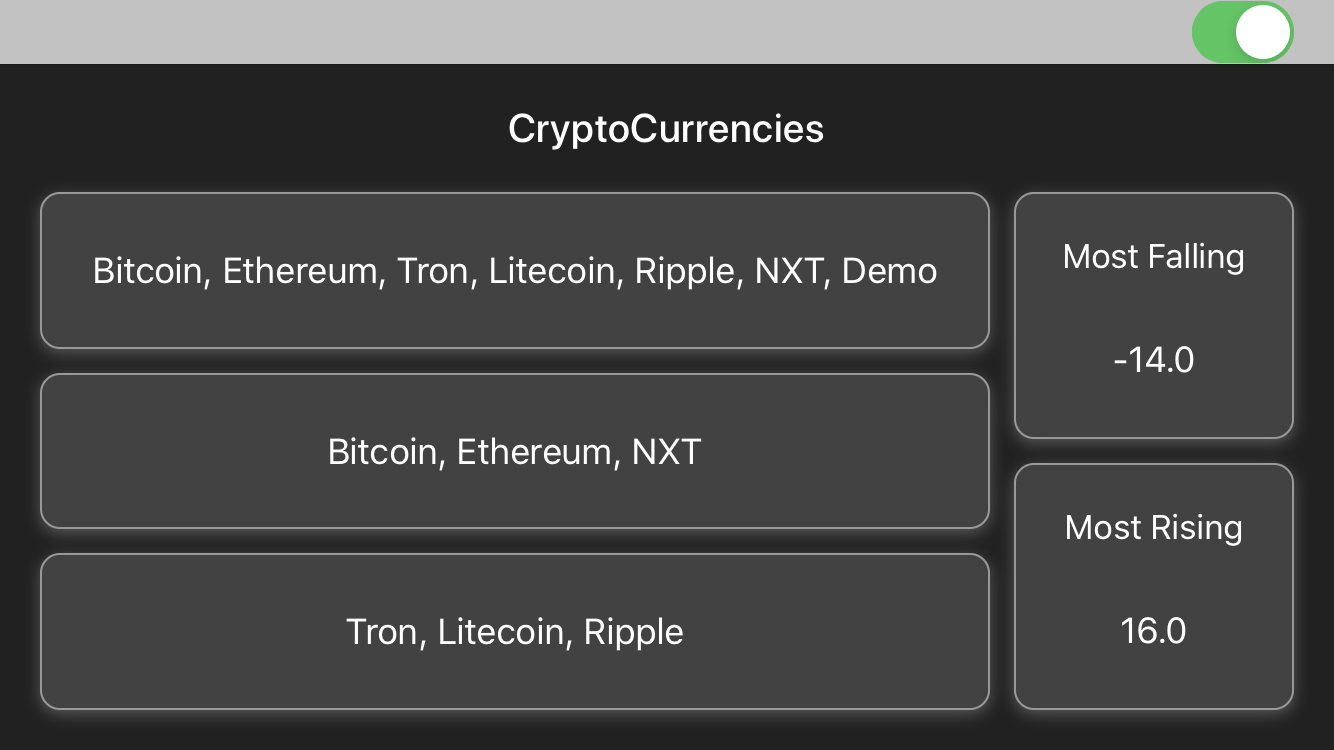 CryptoCurrencies
Bitcoin, Ethereum, Tron, Litecoin, Ripple, NXT, Demo
Bitcoin, Ethereum, NXT
Tron, Litecoin, Ripple
Most Falling
-14.0
Most Rising
16.0